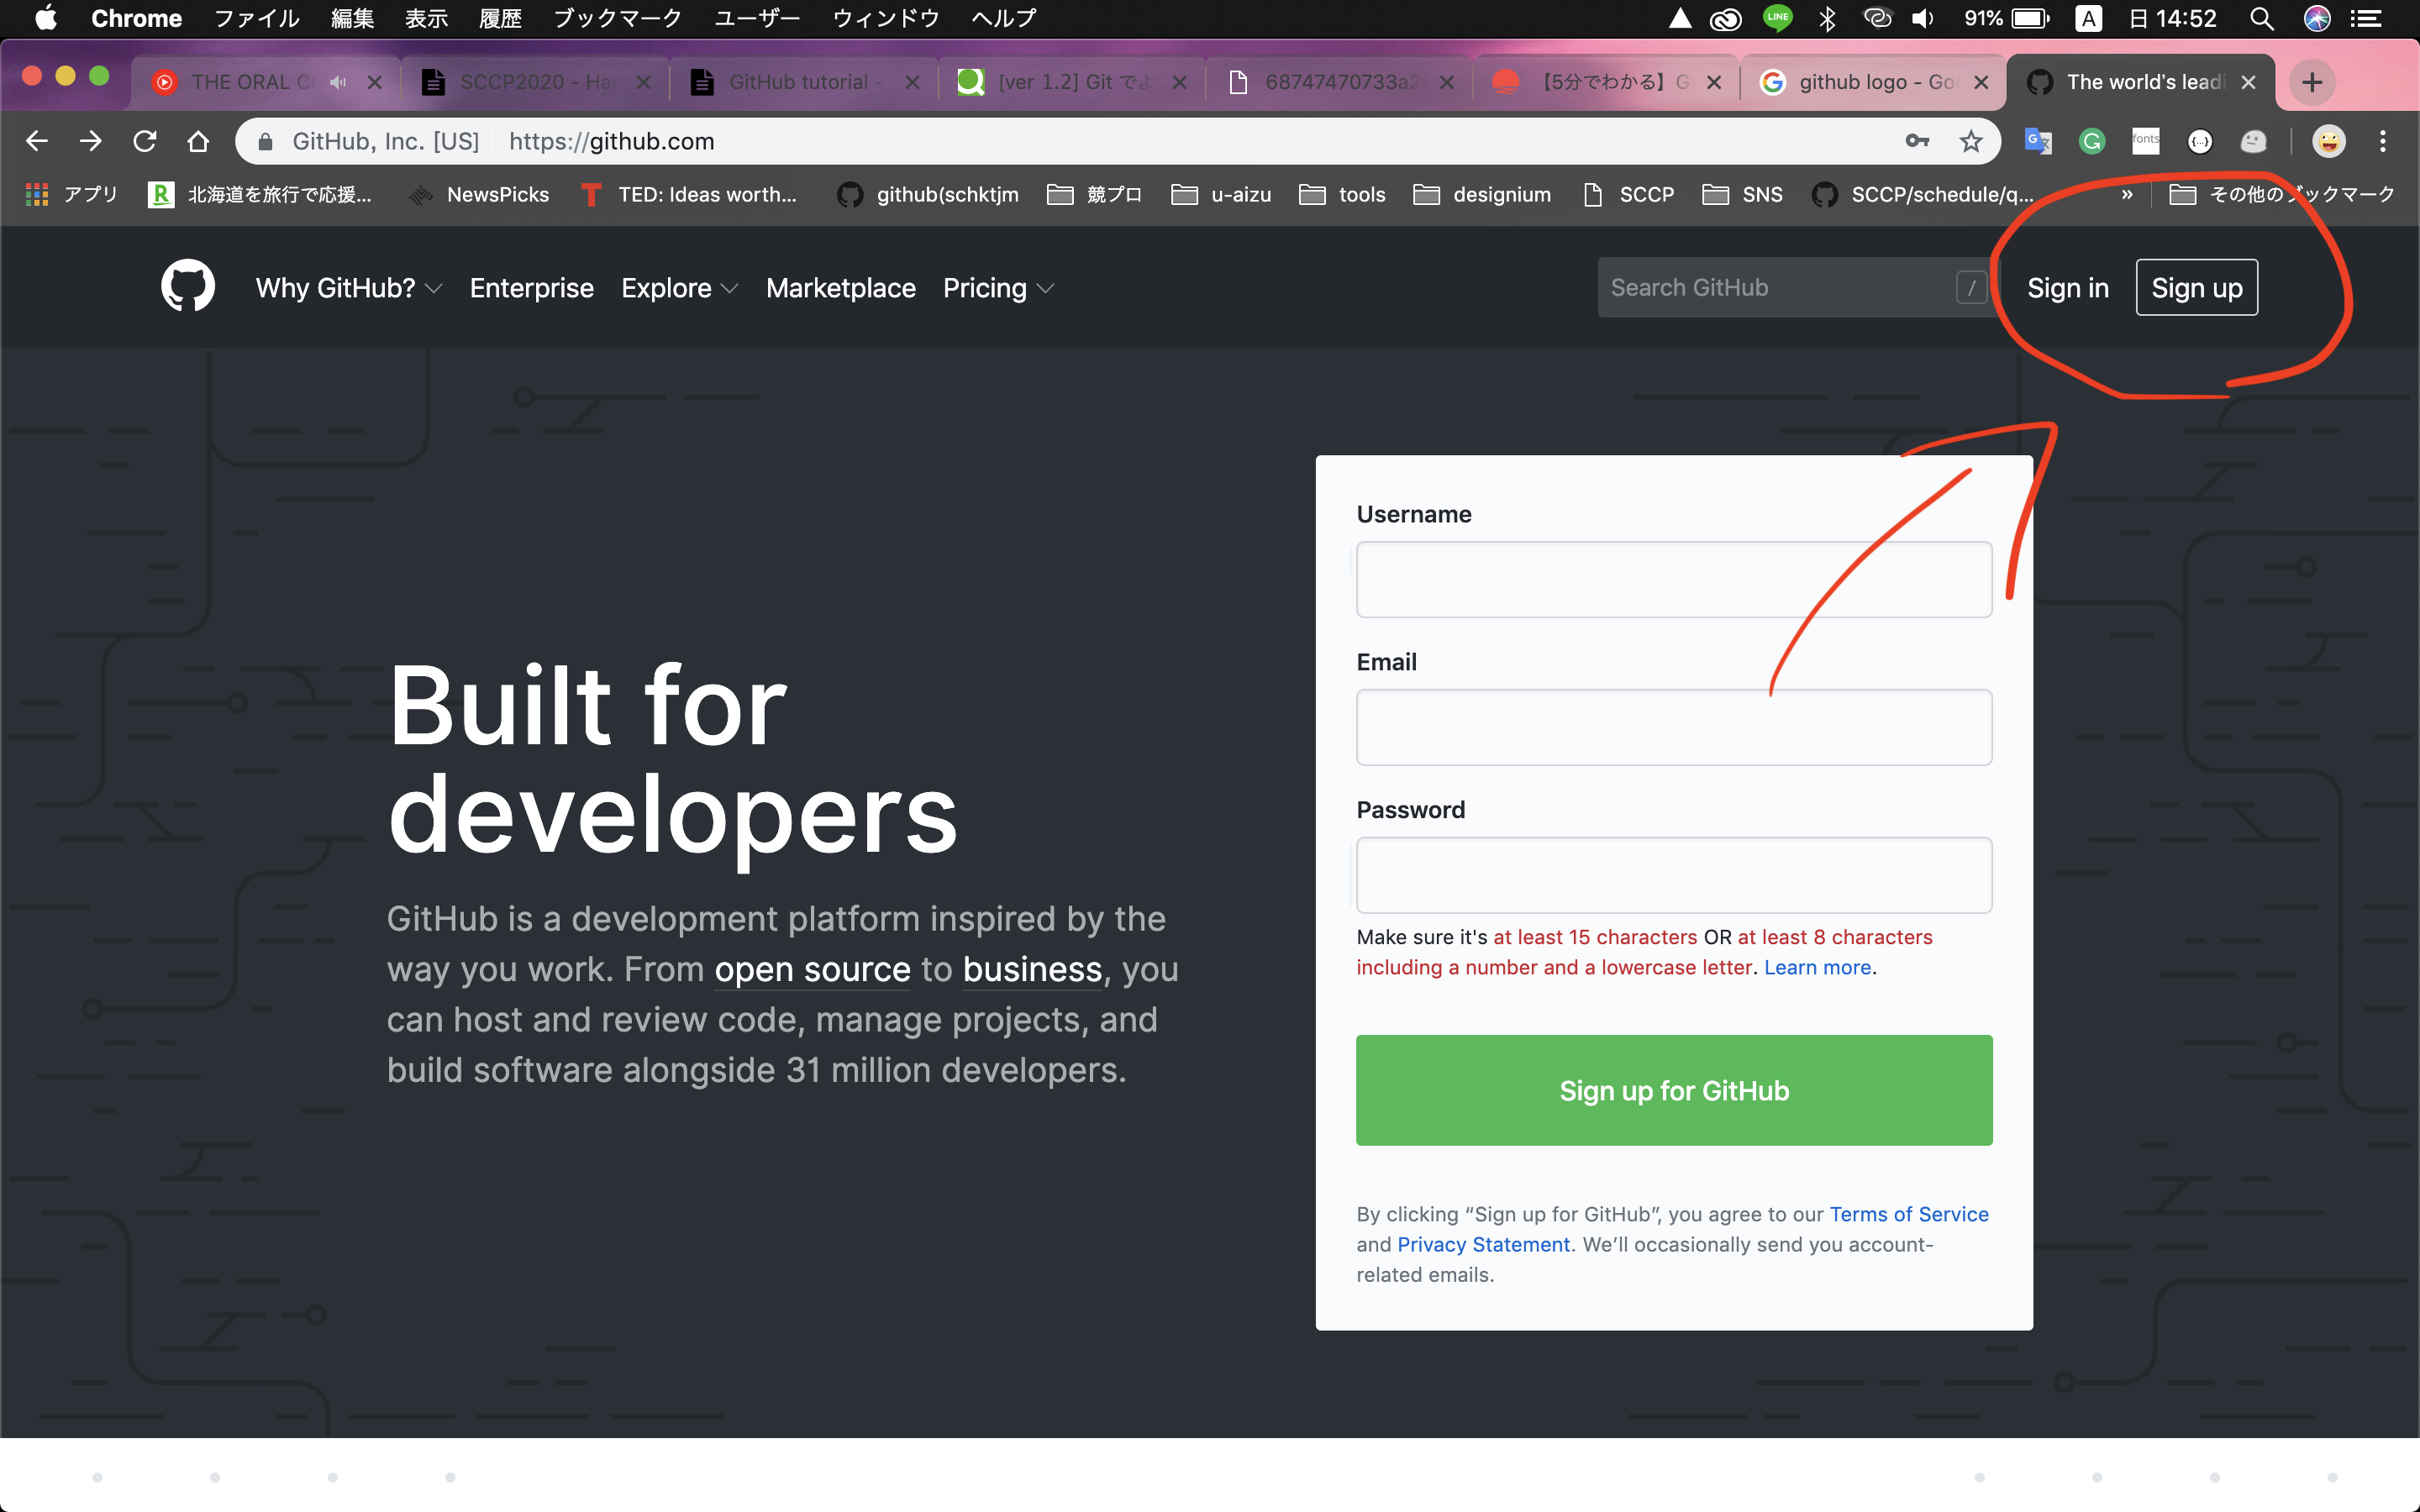 Chrome ファイル 編集 表示 履歴 ブックマーク ユーザー ウィンドウ ヘルプ LINE 91% A 日 14:52
THE ORAL C SCCP2020 - Hac GitHub tutorial - [ver 1.2] Git でよ 68747470733a2 【5分でわかる】G github logo - Go The world's leadi
GitHub, Inc. [US] https://github.com fonts
アプリ R 北海道を旅行で応援... NewsPicks T TED: Ideas worth... github(schktjm 競プロ u-aizu tools designium SCCP SNS SCCP/schedule/q... » その他のブックマーク
Why GitHub? Enterprise Explore Marketplace Pricing Search GitHub / Sign in Sign up
Built for
developers
GitHub is a development platform inspired by the
way you work. From open source to business, you
can host and review code, manage projects, and
build software alongside 31 million developers.
Username
Email
Password
Make sure it's at least 15 characters OR at least 8 characters
including a number and a lowercase letter. Learn more.
Sign up for GitHub
By clicking “Sign up for GitHub”, you agree to our Terms of Service
and Privacy Statement. We’ll occasionally send you account-
related emails.